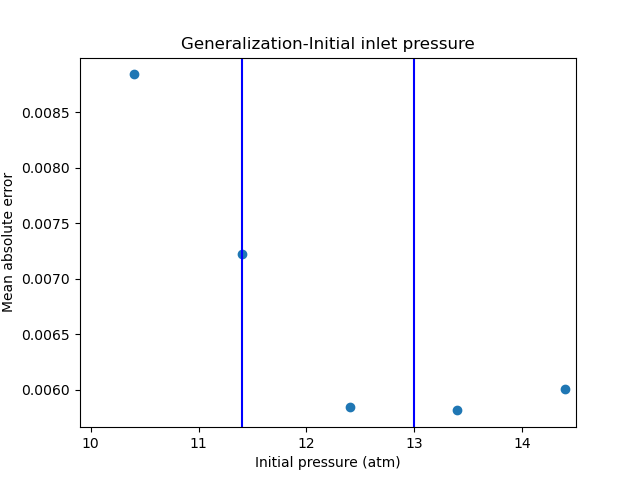 Generalization-Initial inlet pressure
Mean absolute error
0.0085
0.0080
0.0075
0.0070
0.0065
0.0060
10 11 12 13 14
Initial pressure (atm)